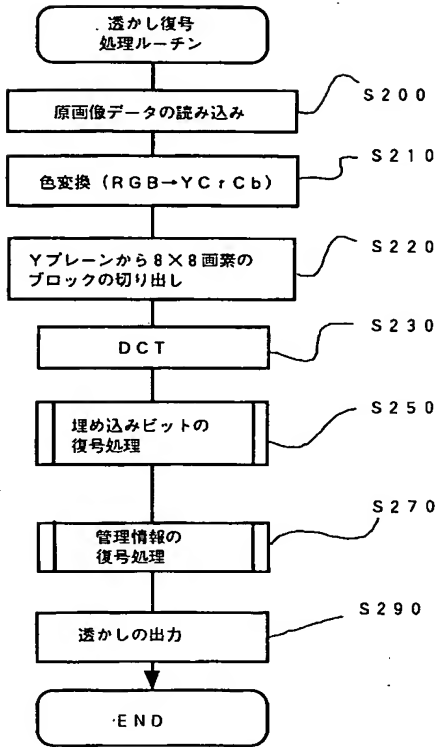 透かし復号
処理ルーチン
原画像データの読み込み
S200
色変換（RGB→YCrCb）
S210
Yプレーンから8×8画素の
ブロックの切り出し
S220
DCT
S230
埋め込みビットの
復号処理
S250
管理情報の
復号処理
S270
透かしの出力
S290
END